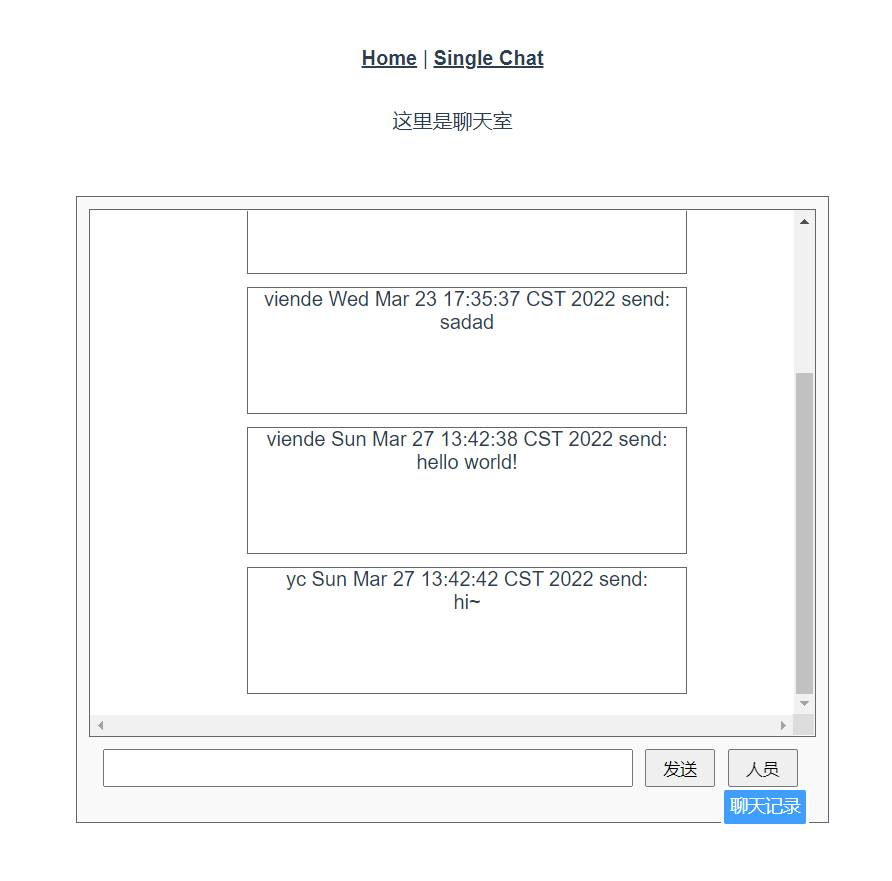 Home | Single Chat
这里是聊天室
viende Wed Mar 23 17:35:37 CST 2022 send:
sadad
viende Sun Mar 27 13:42:38 CST 2022 send:
hello world!
yc Sun Mar 27 13:42:42 CST 2022 send:
hi~
发送 人员
聊天记录